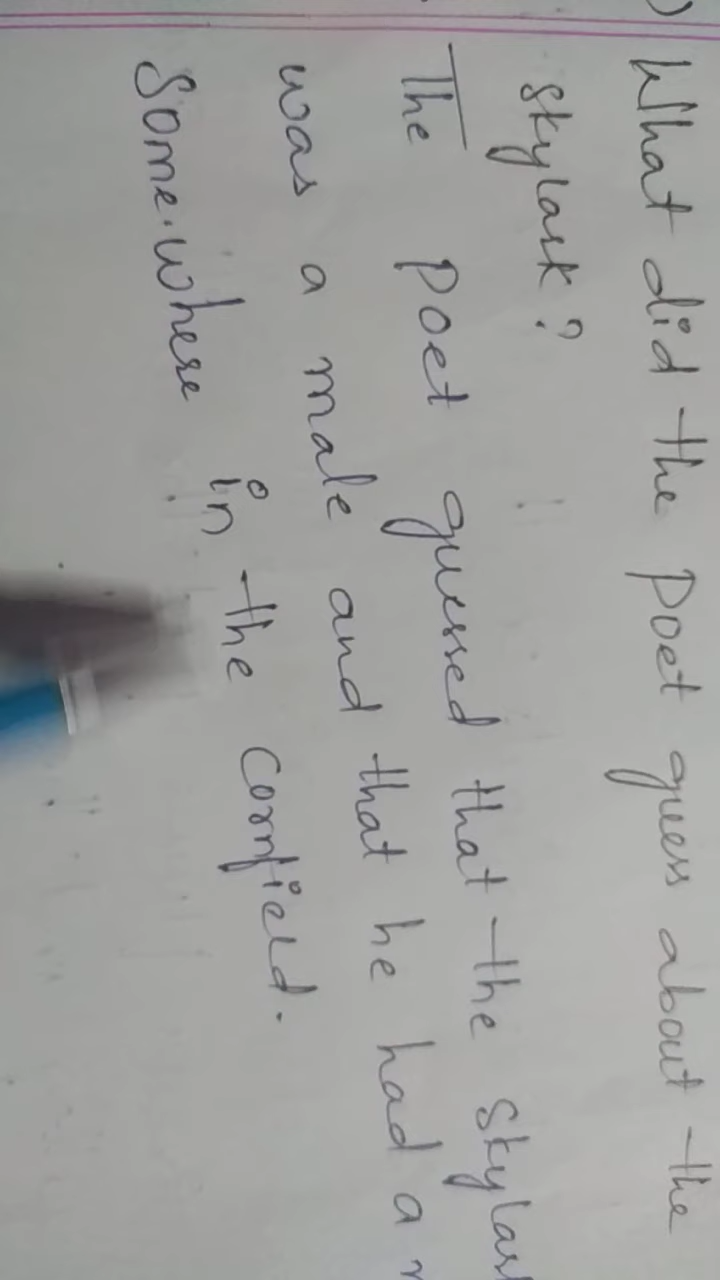 ) What did the Poet guess about the
skylark?
The Poet guessed that the Skylar
was a male and that he had a
Some.where in the cornfield.